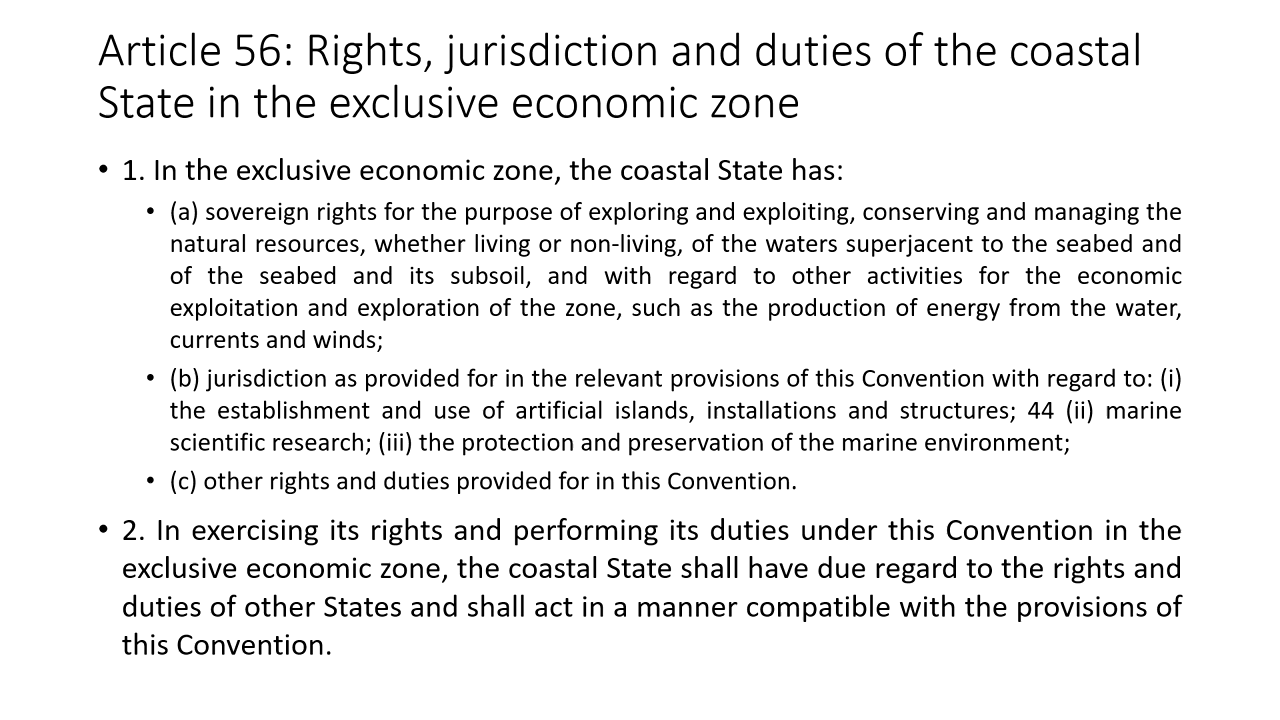 Article 56: Rights, jurisdiction and duties of the coastal
State in the exclusive economic zone
• 1. In the exclusive economic zone, the coastal State has:
• (a) sovereign rights for the purpose of exploring and exploiting, conserving and managing the
natural resources, whether living or non-living, of the waters superjacent to the seabed and
of the seabed and its subsoil, and with regard to other activities for the economic
exploitation and exploration of the zone, such as the production of energy from the water,
currents and winds;
• (b) jurisdiction as provided for in the relevant provisions of this Convention with regard to: (i)
the establishment and use of artificial islands, installations and structures; 44 (ii) marine
scientific research; (iii) the protection and preservation of the marine environment;
• (c) other rights and duties provided for in this Convention.
• 2. In exercising its rights and performing its duties under this Convention in the
exclusive economic zone, the coastal State shall have due regard to the rights and
duties of other States and shall act in a manner compatible with the provisions of
this Convention.